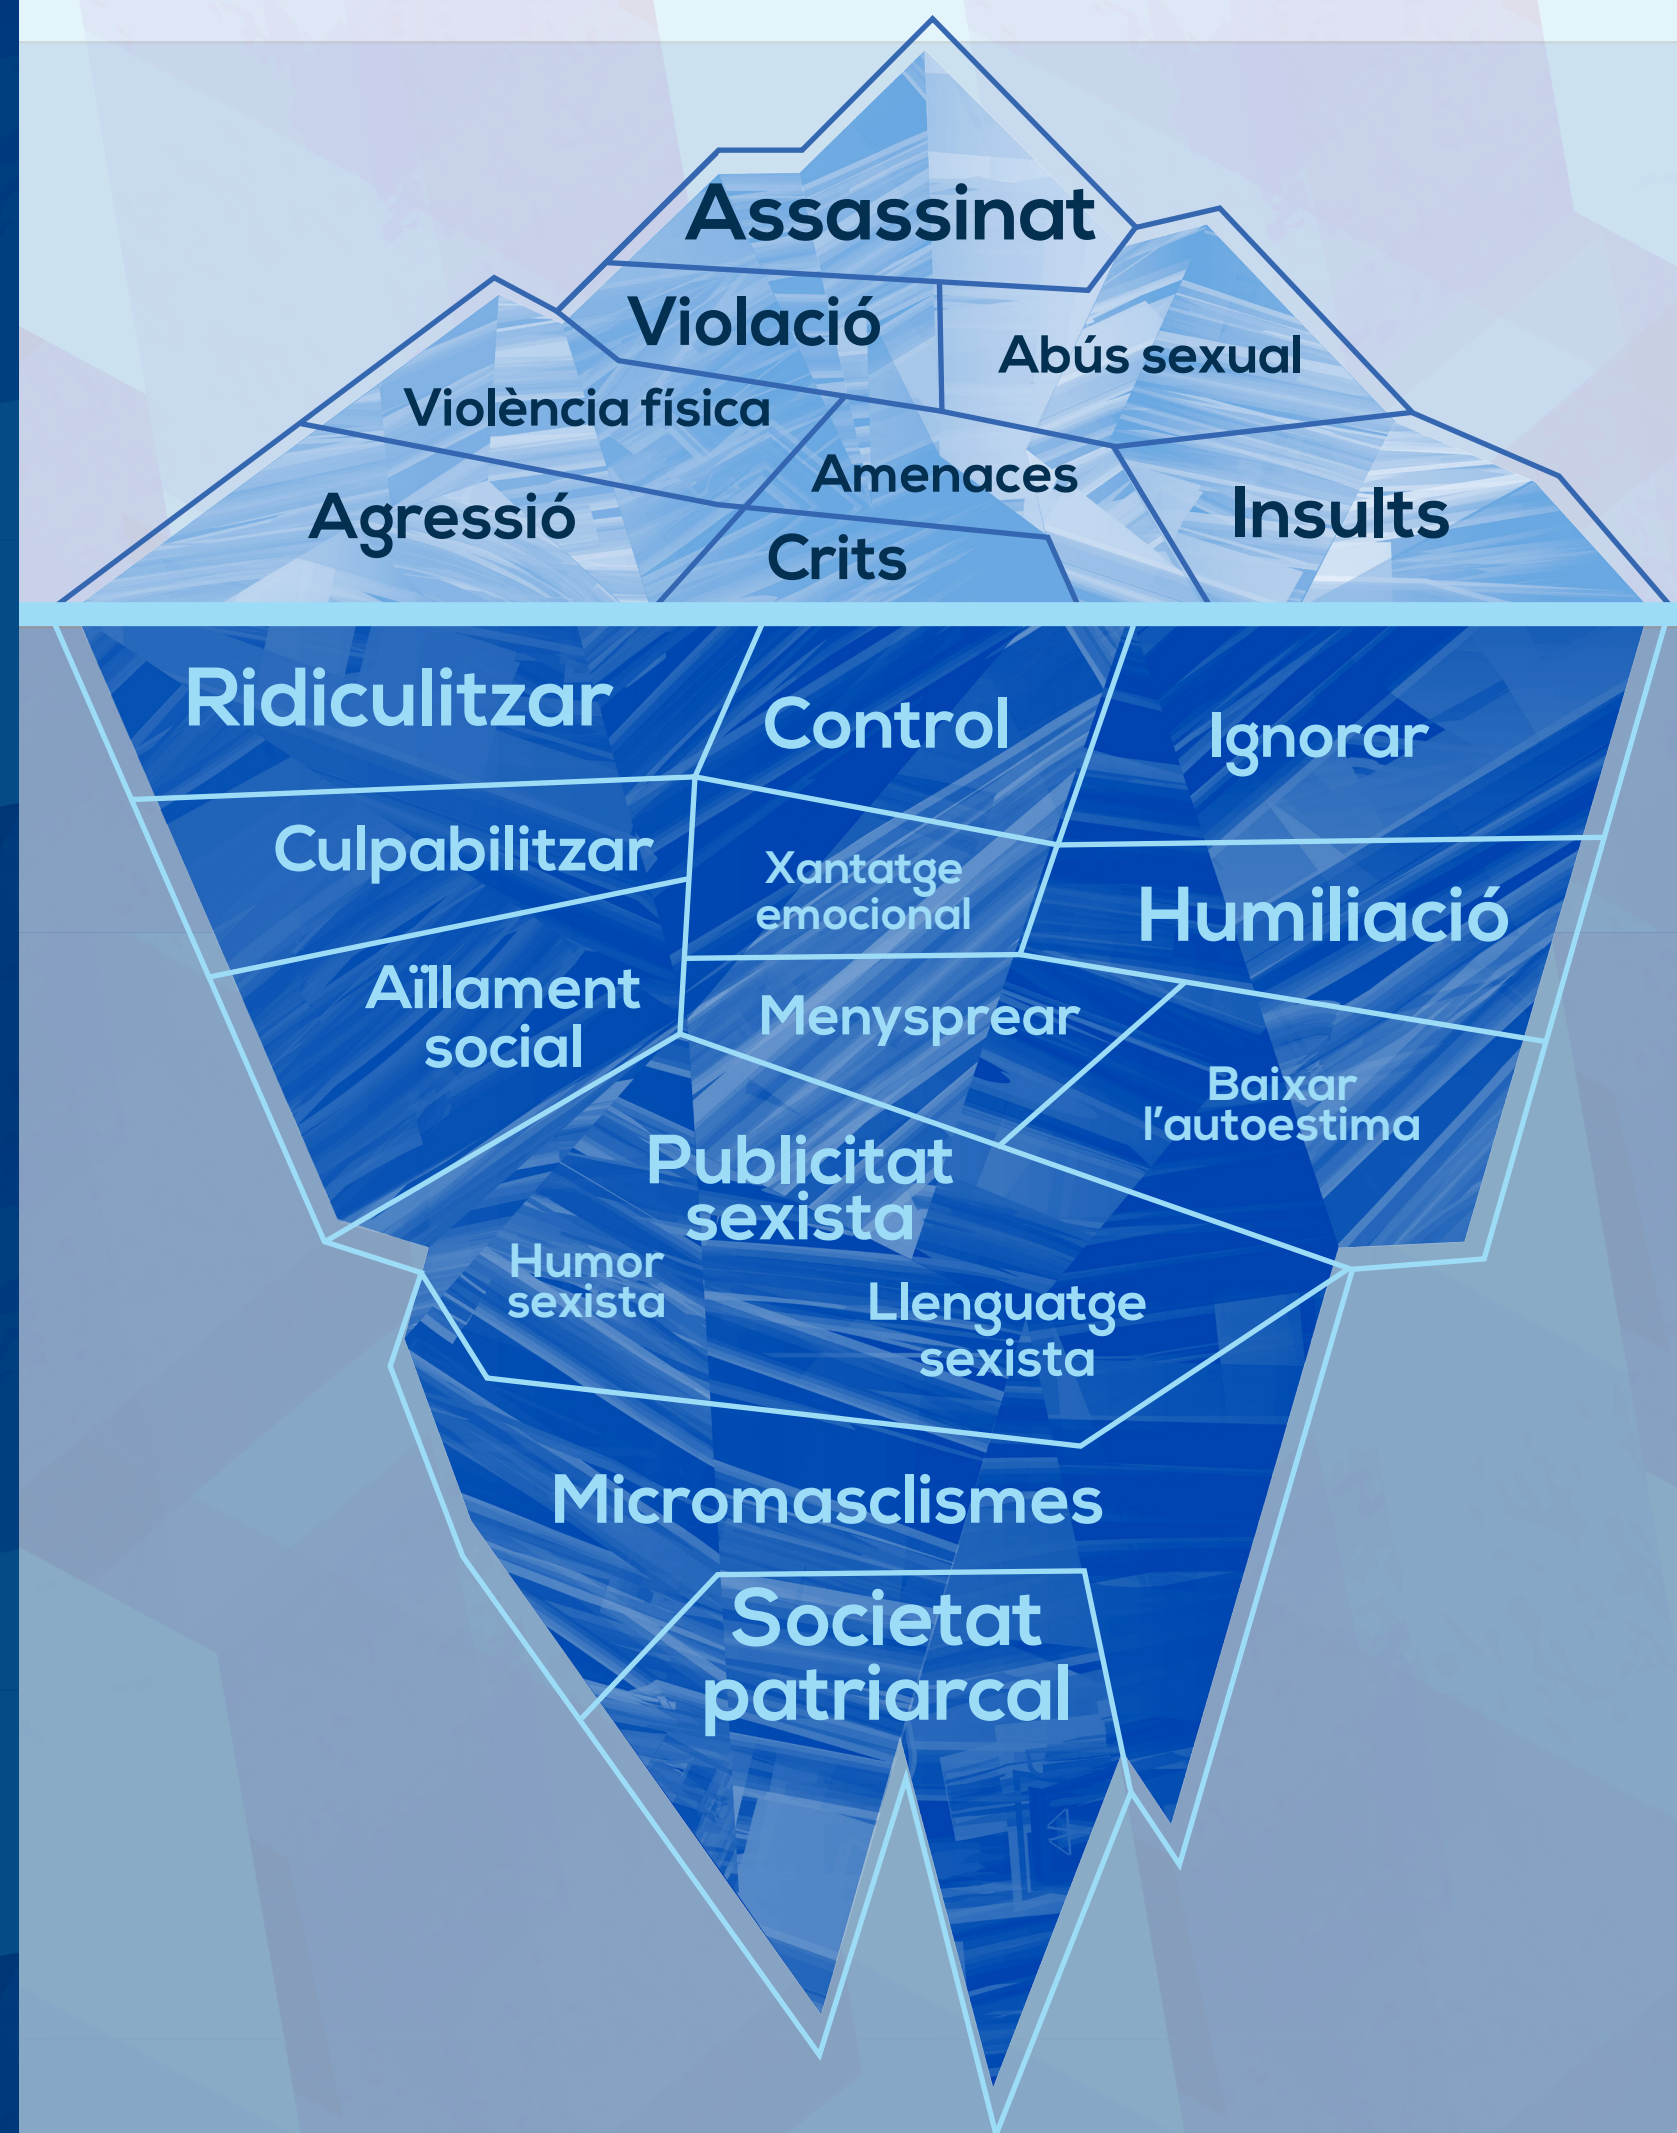 Assassinat
Violació
Abús sexual
Violència física
Amenaces
Agressió
Insults
Crits
Ridiculitzar
Control
Ignorar
Culpabilitzar
Xantatge
emocional
Humiliació
Aïllament
social
Menysprear
Baixar
l'autoestima
Publicitat
sexista
Humor
sexista
Llenguatge
sexista
Micromasclismes
Societat
patriarcal